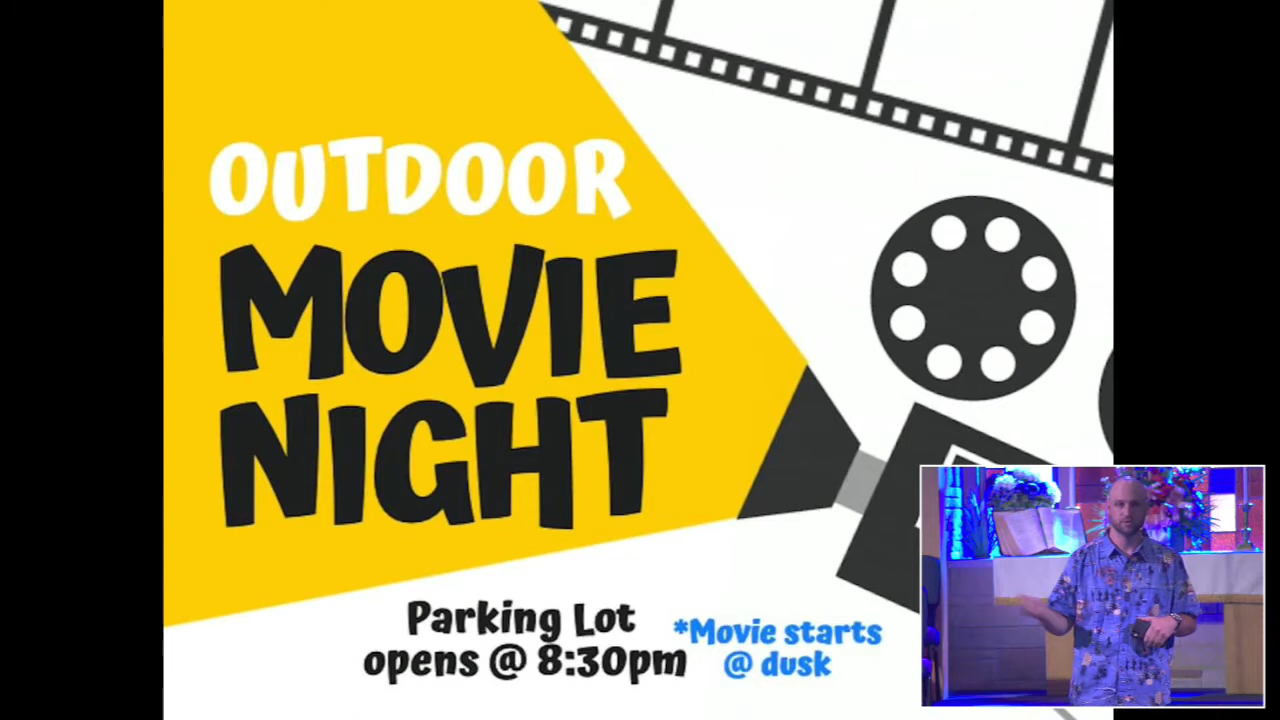 OUTDOOR
MOVIE
NIGHT
Parking Lot
opens @ 8:30pm
*Movie starts
@ dusk